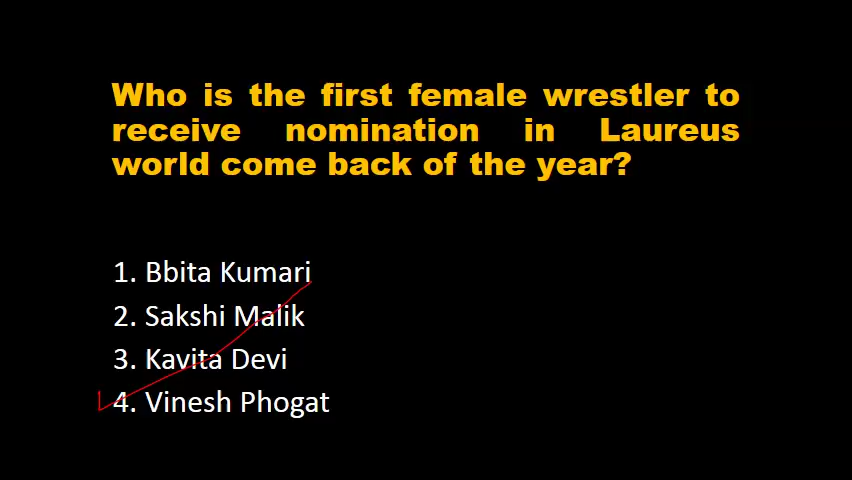 Who is the first female wrestler to
receive nomination in Laureus
world come back of the year?
1. Bbita Kumari
2. Sakshi Malik
3. Kavita Devi
4. Vinesh Phogat